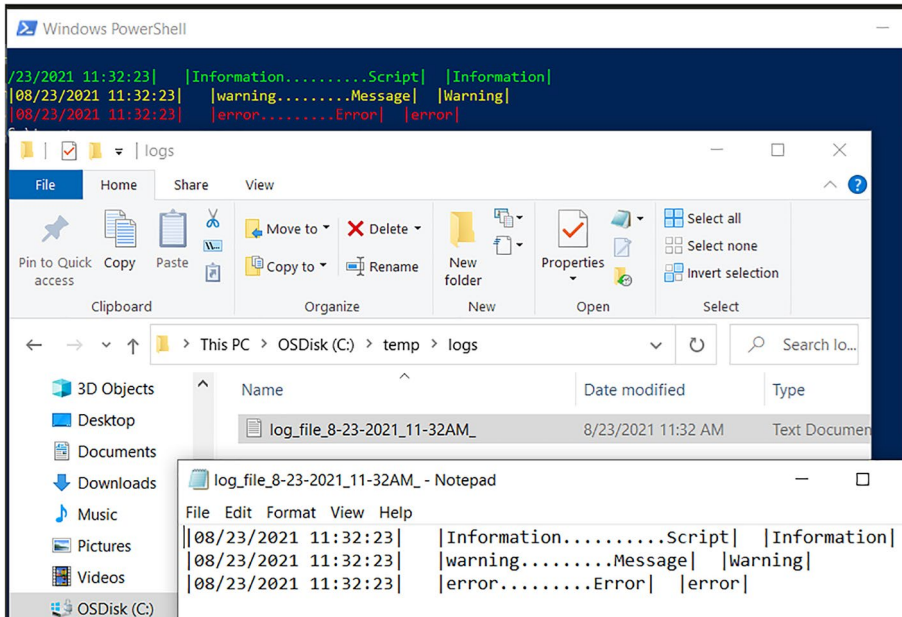 Windows PowerShell
/23/2021 11:32:23| |Information..........Script| |Information|
|08/23/2021 11:32:23| |warning.........Message| |Warning|
|08/23/2021 11:32:23| |error.........Error| |error|
logs
File Home Share View
Pin to Quick access
Copy
Paste
Move to
Copy to
Delete
Rename
New folder
Properties
Select all
Select none
Invert selection
Clipboard Organize New Open Select
This PC > OSDisk (C:) > temp > logs
Search lo...
3D Objects
Desktop
Documents
Downloads
Music
Pictures
Videos
OSDisk (C:)
Name Date modified Type
log_file_8-23-2021_11-32AM_ 8/23/2021 11:32 AM Text Documen
log_file_8-23-2021_11-32AM_ - Notepad
File Edit Format View Help
|08/23/2021 11:32:23| |Information..........Script| |Information|
|08/23/2021 11:32:23| |warning.........Message| |Warning|
|08/23/2021 11:32:23| |error.........Error| |error|